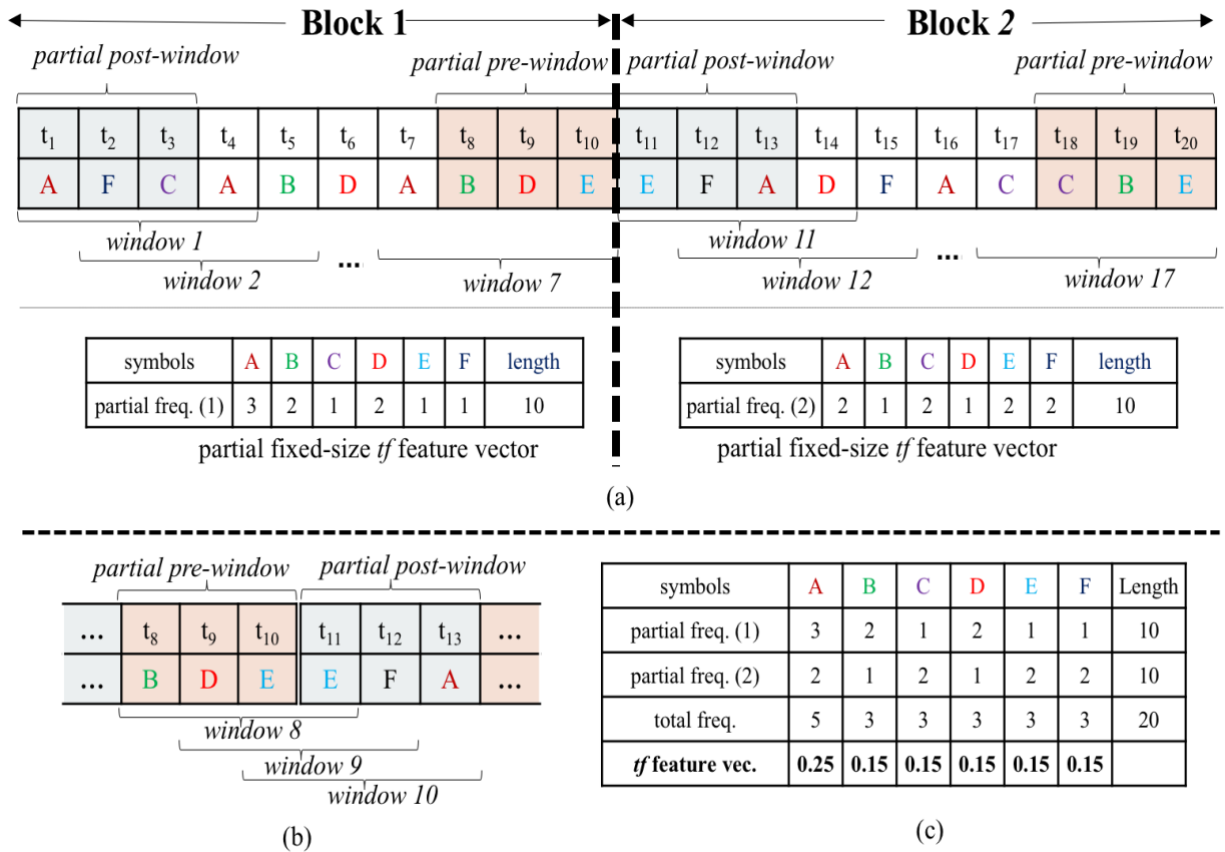 Block 1 Block 2
partial post-window partial pre-window partial post-window partial pre-window
t1 t2 t3 t4 t5 t6 t7 t8 t9 t10 t11 t12 t13 t14 t15 t16 t17 t18 t19 t20
A F C A B D A B D E E F A D F A C C B E
window 1 window 11
window 2 ... window 7 window 12 ... window 17
symbols A B C D E F length
partial freq. (1) 3 2 1 2 1 1 10
partial fixed-size tf feature vector
symbols A B C D E F length
partial freq. (2) 2 1 2 1 2 2 10
partial fixed-size tf feature vector
(a)
partial pre-window partial post-window
... t8 t9 t10 t11 t12 t13 ...
... B D E E F A ...
window 8
window 9
window 10
(b)
symbols A B C D E F Length
partial freq. (1) 3 2 1 2 1 1 10
partial freq. (2) 2 1 2 1 2 2 10
total freq. 5 3 3 3 3 3 20
tf feature vec. 0.25 0.15 0.15 0.15 0.15 0.15
(c)